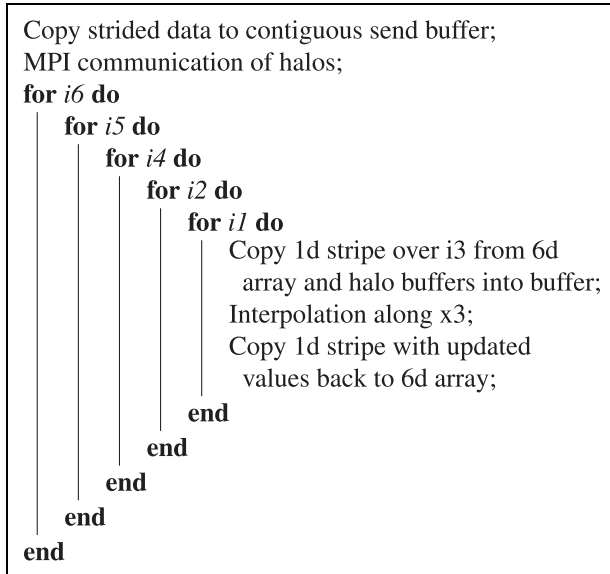 Copy strided data to contiguous send buffer;
MPI communication of halos;
for i6 do
for i5 do
for i4 do
for i2 do
for i1 do
Copy 1d stripe over i3 from 6d
array and halo buffers into buffer;
Interpolation along x3;
Copy 1d stripe with updated
values back to 6d array;
end
end
end
end
end